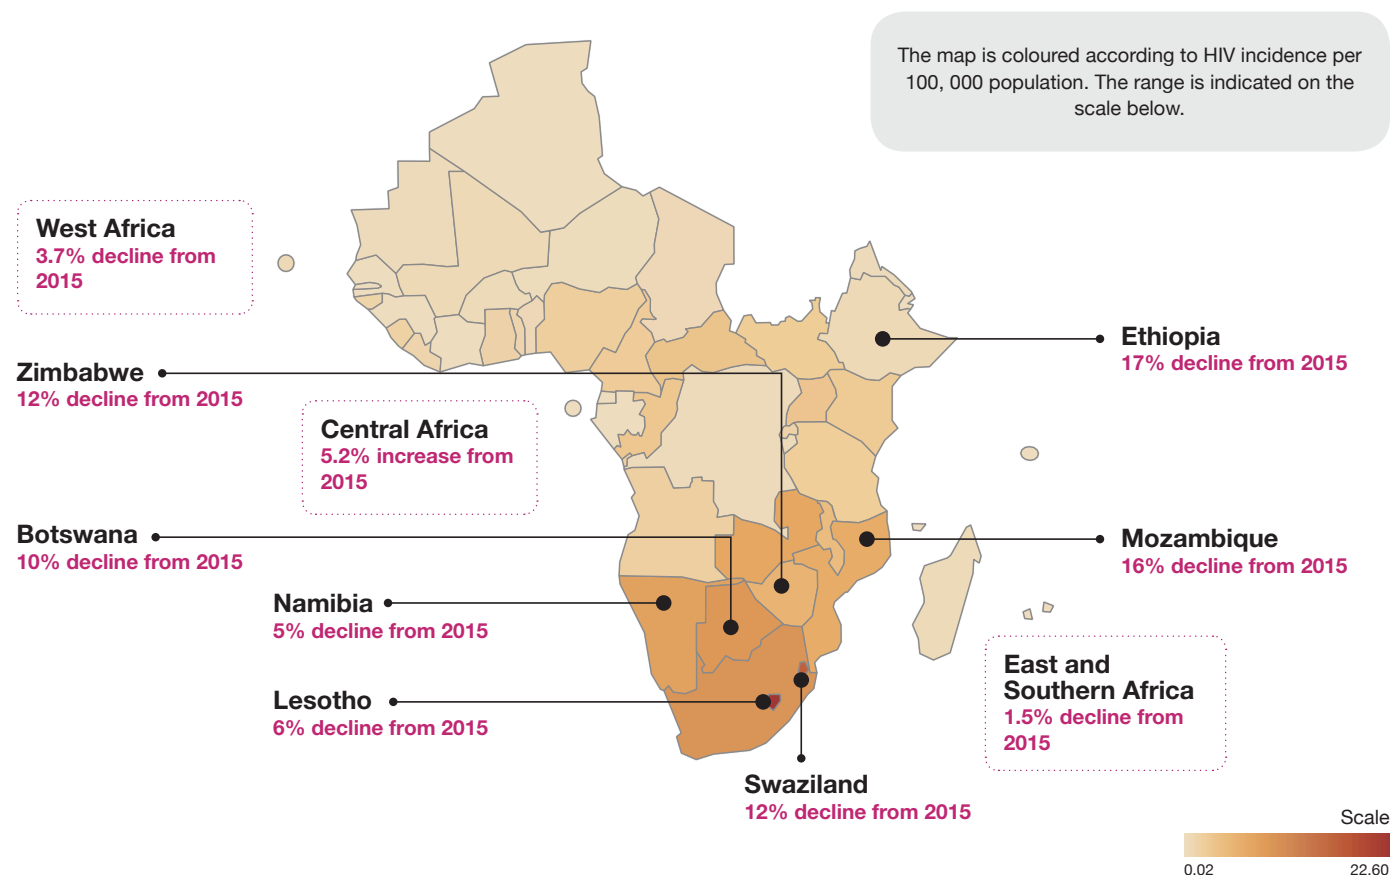 The map is coloured according to HIV incidence per
100, 000 population. The range is indicated on the
scale below.
West Africa
3.7% decline from
2015
Zimbabwe
12% decline from 2015
Central Africa
5.2% increase from
2015
Botswana
10% decline from 2015
Namibia
5% decline from 2015
Lesotho
6% decline from 2015
Ethiopia
17% decline from 2015
Mozambique
16% decline from 2015
East and
Southern Africa
1.5% decline from
2015
Swaziland
12% decline from 2015
Scale
0.02
22.60